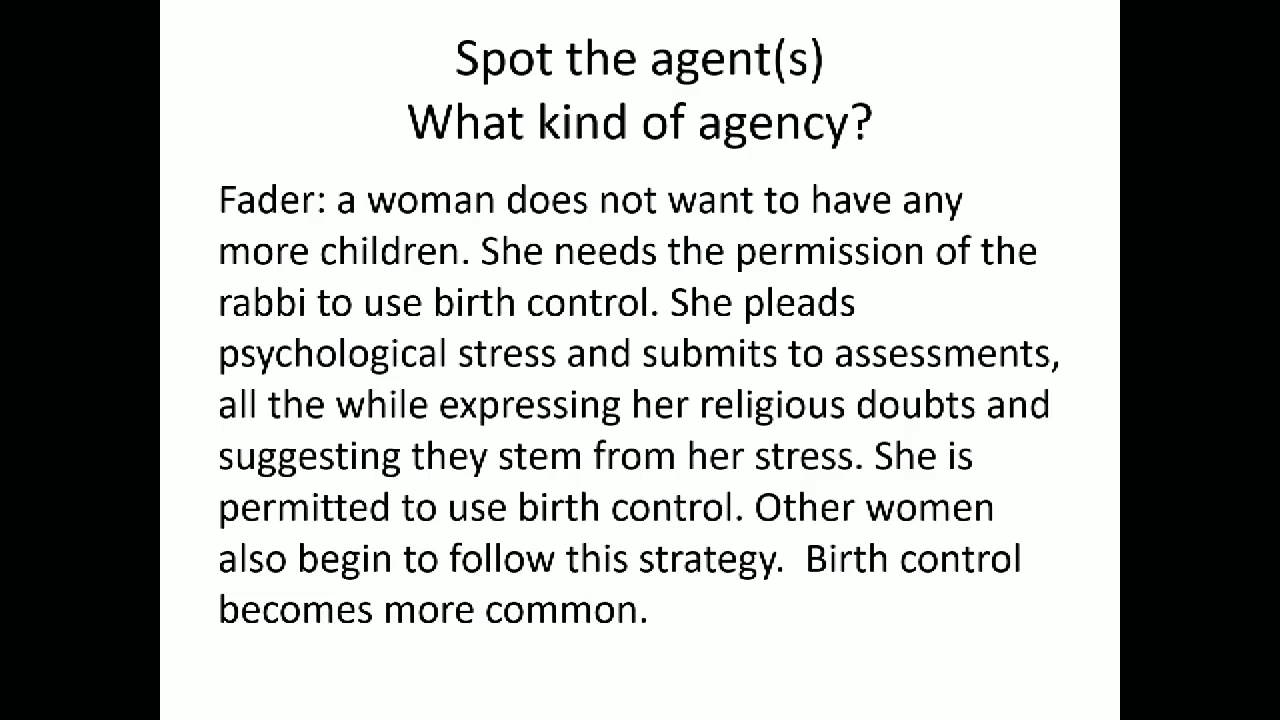 Spot the agent(s)
What kind of agency?
Fader: a woman does not want to have any
more children. She needs the permission of the
rabbi to use birth control. She pleads
psychological stress and submits to assessments,
all the while expressing her religious doubts and
suggesting they stem from her stress. She is
permitted to use birth control. Other women
also begin to follow this strategy.  Birth control
becomes more common.